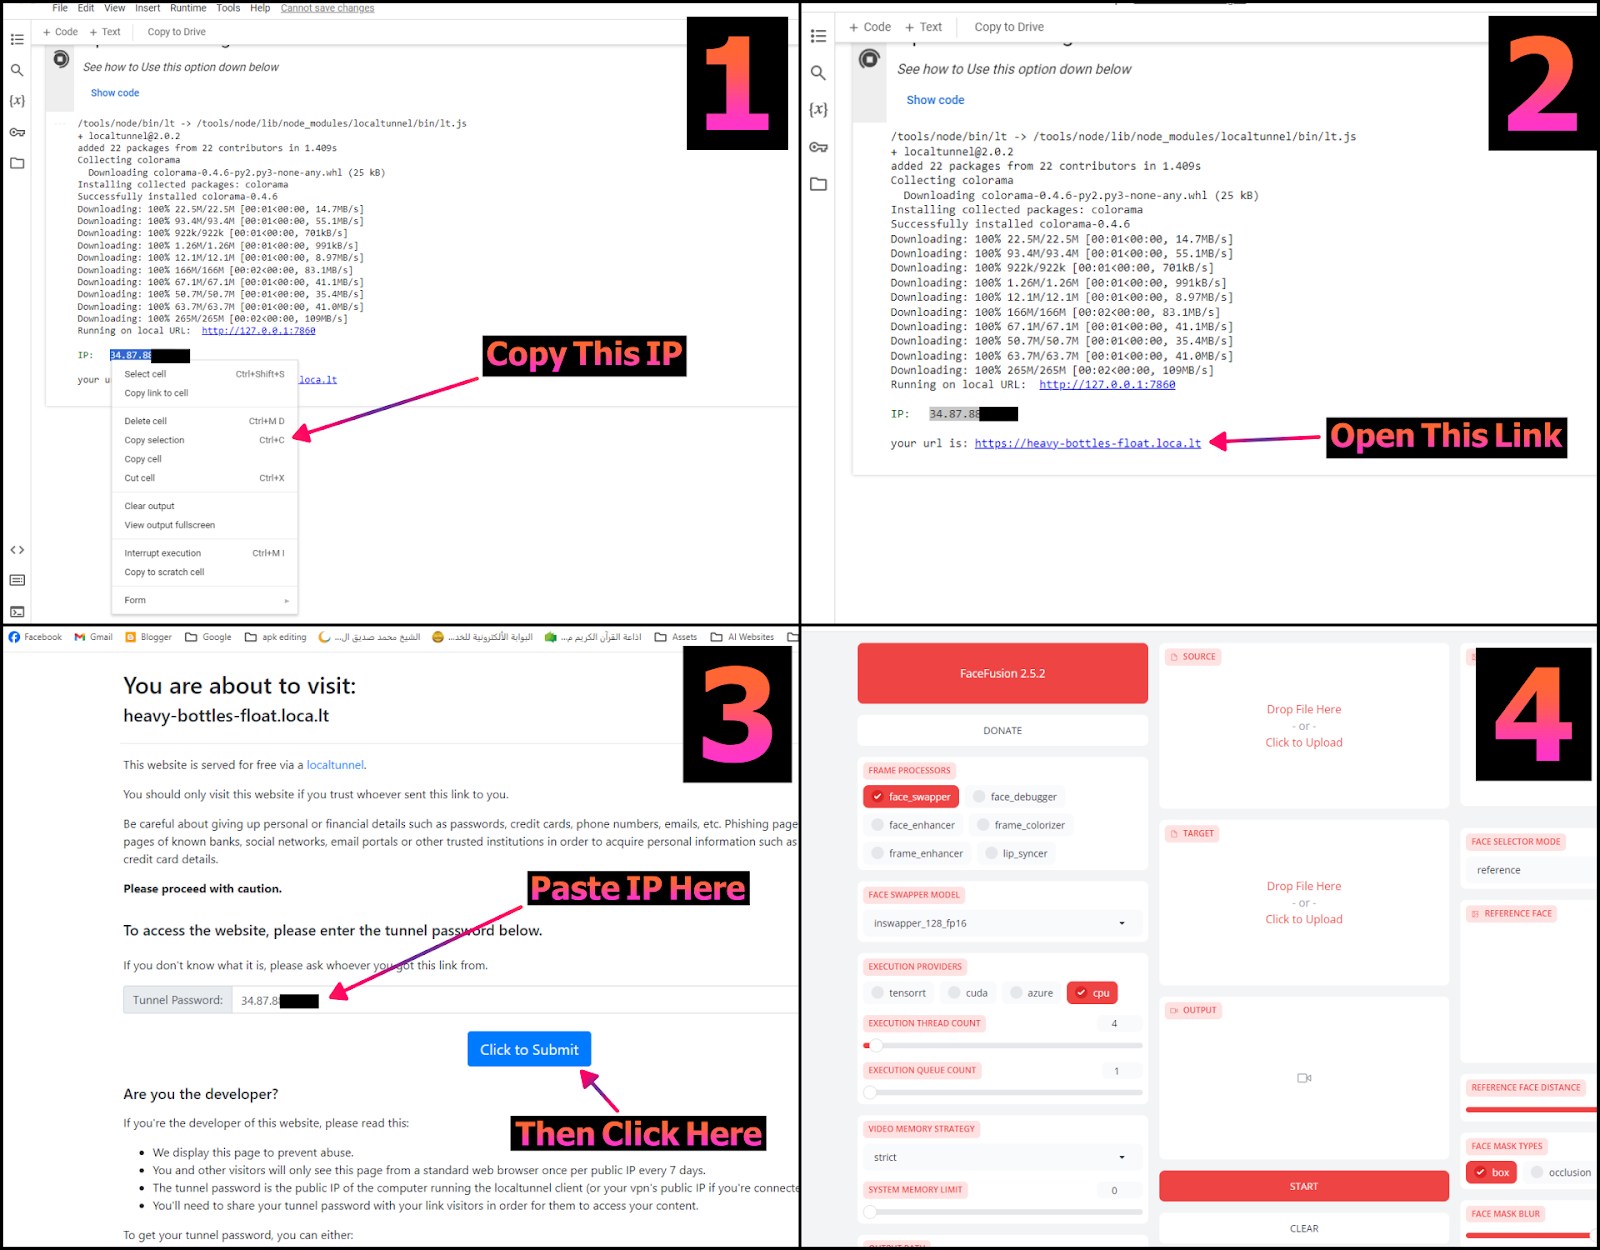 File Edit View Insert Runtime Tools Help Cannot save changes
+ Code + Text Copy to Drive
1
See how to Use this option down below
Show code
/tools/node/bin/lt -> /tools/node/lib/node_modules/localtunnel/bin/lt.js
+ localtunnel@2.0.2
added 22 packages from 22 contributors in 1.409s
Collecting colorama
Downloading colorama-0.4.6-py2.py3-none-any.whl (25 kB)
Installing collected packages: colorama
Successfully installed colorama-0.4.6
Downloading: 100% 22.5M/22.5M [00:01<00:00, 14.7MB/s]
Downloading: 100% 93.4M/93.4M [00:01<00:00, 55.1MB/s]
Downloading: 100% 922k/922k [00:01<00:00, 701kB/s]
Downloading: 100% 1.26M/1.26M [00:01<00:00, 991kB/s]
Downloading: 100% 12.1M/12.1M [00:01<00:00, 8.97MB/s]
Downloading: 100% 166M/166M [00:02<00:00, 83.1MB/s]
Downloading: 100% 67.1M/67.1M [00:01<00:00, 41.1MB/s]
Downloading: 100% 50.7M/50.7M [00:01<00:00, 35.4MB/s]
Downloading: 100% 63.7M/63.7M [00:01<00:00, 41.0MB/s]
Downloading: 100% 265M/265M [00:02<00:00, 109MB/s]
Running on local URL: http://127.0.0.1:7860
Copy This IP
IP: 34.87.88
your u loca.lt
Select cell Ctrl+Shift+S
Copy link to cell
Delete cell Ctrl+M D
Copy selection Ctrl+C
Copy cell
Cut cell Ctrl+X
Clear output
View output fullscreen
Interrupt execution Ctrl+M I
Copy to scratch cell
Form
+ Code + Text Copy to Drive
2
See how to Use this option down below
Show code
/tools/node/bin/lt -> /tools/node/lib/node_modules/localtunnel/bin/lt.js
+ localtunnel@2.0.2
added 22 packages from 22 contributors in 1.409s
Collecting colorama
Downloading colorama-0.4.6-py2.py3-none-any.whl (25 kB)
Installing collected packages: colorama
Successfully installed colorama-0.4.6
Downloading: 100% 22.5M/22.5M [00:01<00:00, 14.7MB/s]
Downloading: 100% 93.4M/93.4M [00:01<00:00, 55.1MB/s]
Downloading: 100% 922k/922k [00:01<00:00, 701kB/s]
Downloading: 100% 1.26M/1.26M [00:01<00:00, 991kB/s]
Downloading: 100% 12.1M/12.1M [00:01<00:00, 8.97MB/s]
Downloading: 100% 166M/166M [00:02<00:00, 83.1MB/s]
Downloading: 100% 67.1M/67.1M [00:01<00:00, 41.1MB/s]
Downloading: 100% 50.7M/50.7M [00:01<00:00, 35.4MB/s]
Downloading: 100% 63.7M/63.7M [00:01<00:00, 41.0MB/s]
Downloading: 100% 265M/265M [00:02<00:00, 109MB/s]
Running on local URL: http://127.0.0.1:7860
IP: 34.87.88
your url is: https://heavy-bottles-float.loca.lt
Open This Link
Facebook Gmail Blogger Google apk editing الشيخ محمد صديق ال... البوابة الألكترونية للخد... اذاعة القرآن الكريم م... Assets AI Websites
3
You are about to visit:
heavy-bottles-float.loca.lt
This website is served for free via a localtunnel.
You should only visit this website if you trust whoever sent this link to you.
Be careful about giving up personal or financial details such as passwords, credit cards, phone numbers, emails, etc. Phishing page
pages of known banks, social networks, email portals or other trusted institutions in order to acquire personal information such as
credit card details.
Please proceed with caution.
Paste IP Here
To access the website, please enter the tunnel password below.
If you don't know what it is, please ask whoever you got this link from.
Tunnel Password: 34.87.88
Click to Submit
Are you the developer?
Then Click Here
If you're the developer of this website, please read this:
• We display this page to prevent abuse.
• You and other visitors will only see this page from a standard web browser once per public IP every 7 days.
• The tunnel password is the public IP of the computer running the localtunnel client (or your vpn's public IP if you're connecte
• You'll need to share your tunnel password with your link visitors in order for them to access your content.
To get your tunnel password, you can either:
4
FaceFusion 2.5.2
DONATE
FRAME PROCESSORS
face_swapper face_debugger
face_enhancer frame_colorizer
frame_enhancer lip_syncer
FACE SWAPPER MODEL
inswapper_128_fp16
EXECUTION PROVIDERS
tensorrt cuda azure cpu
EXECUTION THREAD COUNT 4
EXECUTION QUEUE COUNT 1
VIDEO MEMORY STRATEGY
strict
SYSTEM MEMORY LIMIT 0
SOURCE
Drop File Here
- or -
Click to Upload
TARGET
Drop File Here
- or -
Click to Upload
OUTPUT
START
CLEAR
FACE SELECTOR MODE
reference
REFERENCE FACE
REFERENCE FACE DISTANCE
FACE MASK TYPES
box occlusion
FACE MASK BLUR